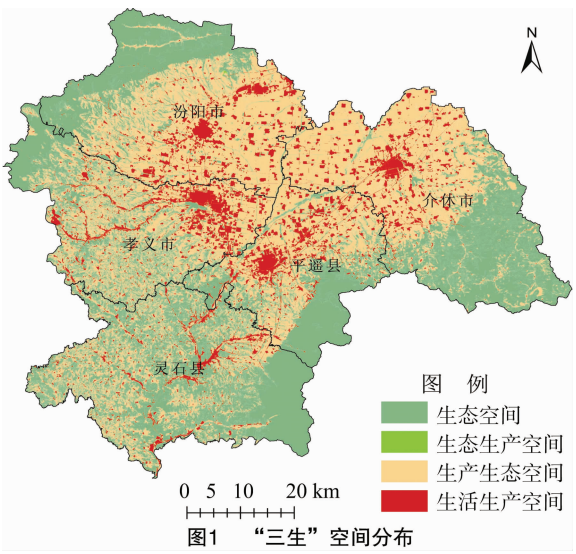 N
汾阳市
介休市
孝义市
平遥县
灵石县
图 例
生态空间
生态生产空间
生产生态空间
生活生产空间
0 5 10 20 km
图1 “三生”空间分布